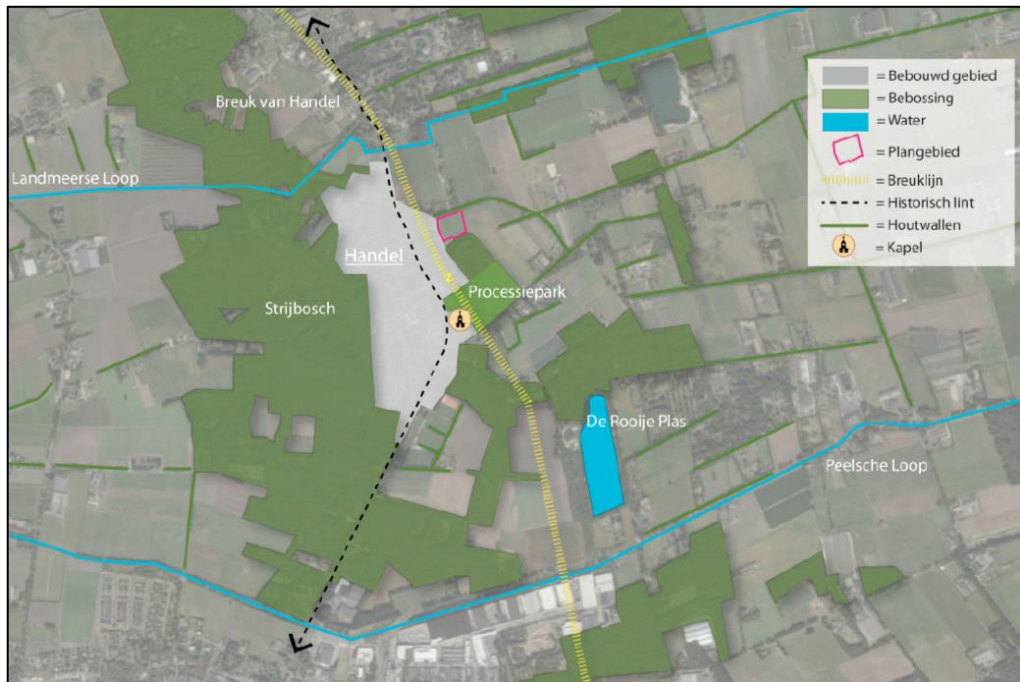 Breuk van Handel
Landmeerse Loop
Handel
Strijbosch
Processiepark
De Rooije Plas
Peelsche Loop
= Bebouwd gebied
= Bebossing
= Water
= Plangebied
= Breuklijn
= Historisch lint
= Houtwallen
= Kapel